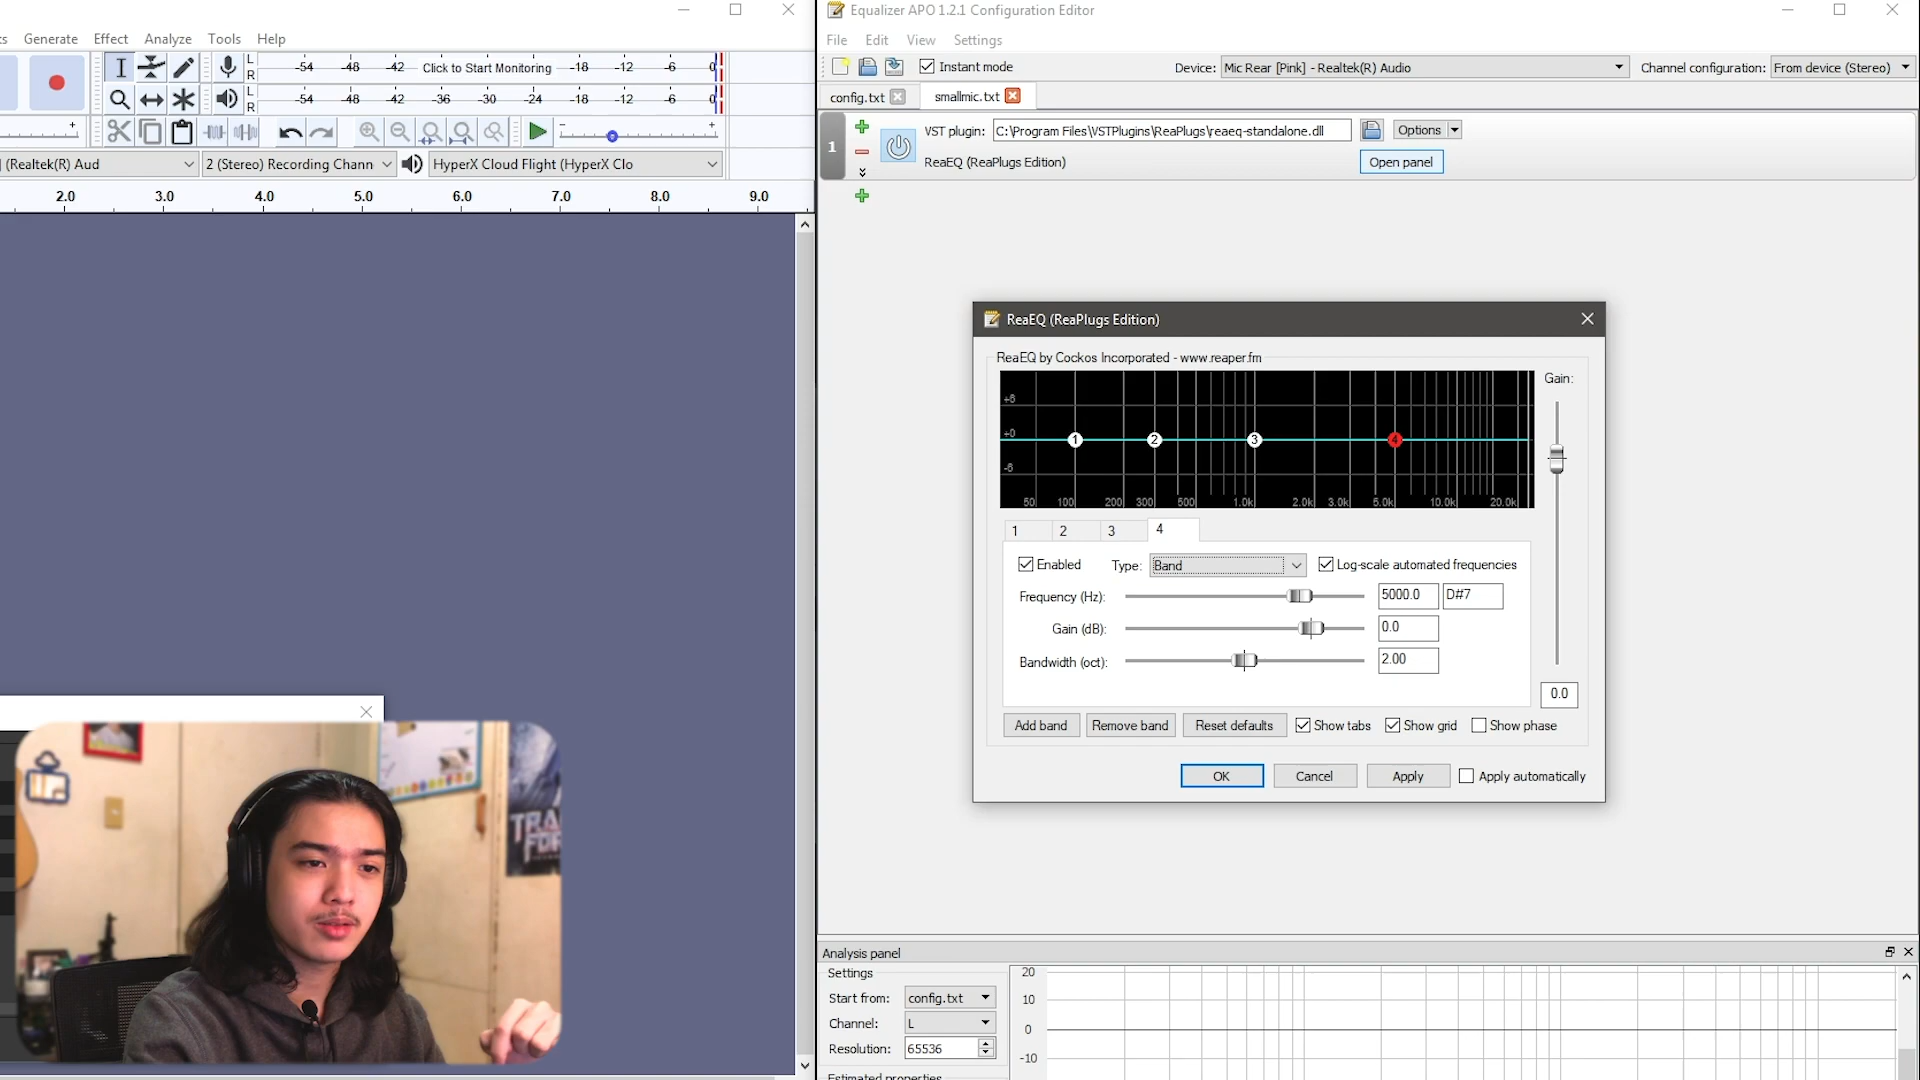 Generate Effect Analyze Tools Help
L
R
-54 -48 -42 Click to Start Monitoring -18 -12 -6 0
L
R
-54 -48 -42 -36 -30 -24 -18 -12 -6 0
(Realtek(R) Aud
2 (Stereo) Recording Chann
HyperX Cloud Flight (HyperX Clo
2.0 3.0 4.0 5.0 6.0 7.0 8.0 9.0
Equalizer APO 1.2.1 Configuration Editor
File Edit View Settings
Instant mode
Device: Mic Rear [Pink] - Realtek(R) Audio
Channel configuration: From device (Stereo)
config.txt
smallmic.txt
1
VST plugin: C:\Program Files\VSTPlugins\ReaPlugs\reaeq-standalone.dll
Options
ReaEQ (ReaPlugs Edition)
Open panel
ReaEQ (ReaPlugs Edition)
ReaEQ by Cockos Incorporated - www.reaper.fm
Gain:
+6
+0
-6
1 2 3 4
50 100 200 300 500 1.0k 2.0k 3.0k 5.0k 10.0k 20.0k
1 2 3 4
Enabled
Type: Band
Log-scale automated frequencies
Frequency (Hz): 5000.0 D#7
Gain (dB): 0.0
Bandwidth (oct): 2.00
0.0
Add band
Remove band
Reset defaults
Show tabs
Show grid
Show phase
OK
Cancel
Apply
Apply automatically
Analysis panel
Settings
Start from: config.txt
Channel: L
Resolution: 65536
Estimated properties
20
10
0
-10